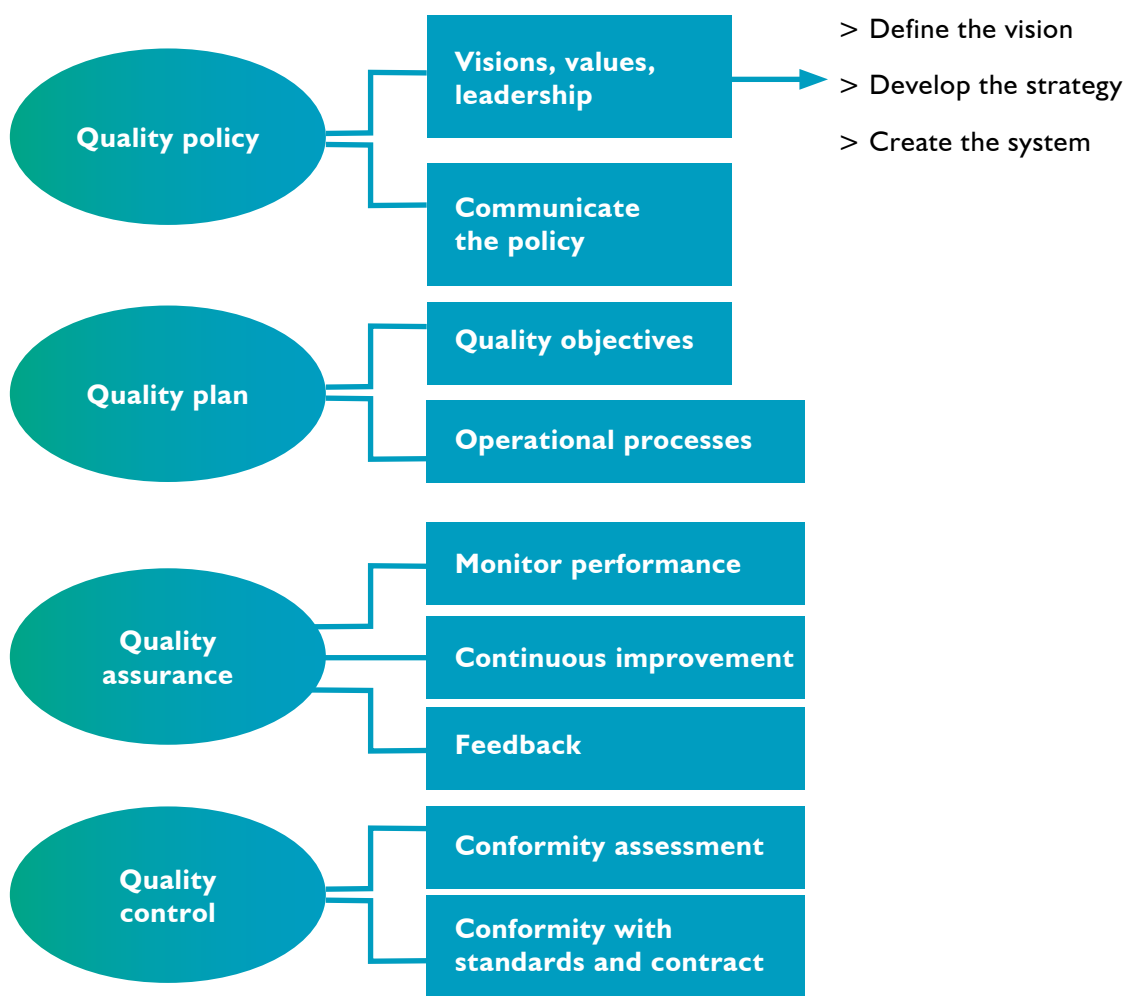 Quality policy
Visions, values,
leadership
> Define the vision
> Develop the strategy
> Create the system
Communicate
the policy
Quality plan
Quality objectives
Operational processes
Quality
assurance
Monitor performance
Continuous improvement
Feedback
Quality
control
Conformity assessment
Conformity with
standards and contract